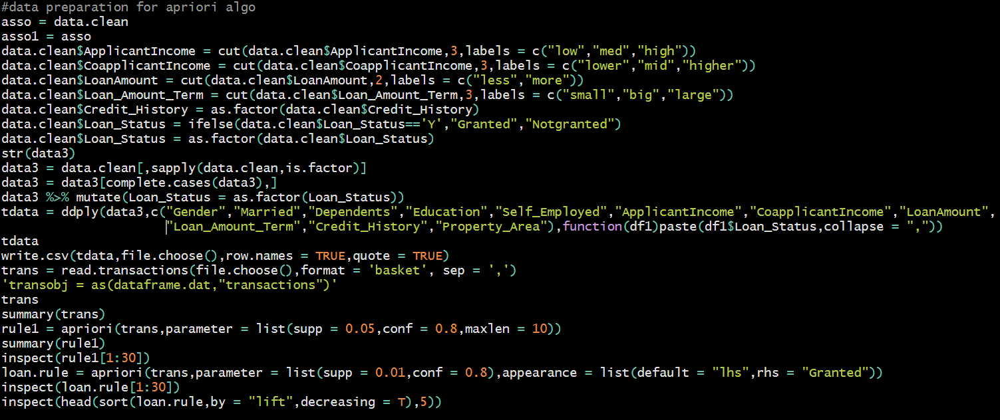 #data preparation for apriori algo
asso = data.clean
asso1 = asso
data.clean$ApplicantIncome = cut(data.clean$ApplicantIncome,3,labels = c("low","med","high"))
data.clean$CoapplicantIncome = cut(data.clean$CoapplicantIncome,3,labels = c("lower","mid","higher"))
data.clean$LoanAmount = cut(data.clean$LoanAmount,2,labels = c("less","more"))
data.clean$Loan_Amount_Term = cut(data.clean$Loan_Amount_Term,3,labels = c("small","big","large"))
data.clean$Credit_History = as.factor(data.clean$Credit_History)
data.clean$Loan_Status = ifelse(data.clean$Loan_Status=='Y',"Granted","Notgranted")
data.clean$Loan_Status = as.factor(data.clean$Loan_Status)
str(data3)
data3 = data.clean[,sapply(data.clean,is.factor)]
data3 = data3[complete.cases(data3),]
data3 %>% mutate(Loan_Status = as.factor(Loan_Status))
tdata = ddply(data3,c("Gender","Married","Dependents","Education","Self_Employed","ApplicantIncome","CoapplicantIncome","LoanAmount",
"Loan_Amount_Term","Credit_History","Property_Area"),function(df1)paste(df1$Loan_Status,collapse = ","))
tdata
write.csv(tdata,file.choose(),row.names = TRUE,quote = TRUE)
trans = read.transactions(file.choose(),format = 'basket', sep = ',')
'transobj = as(dataframe.dat,"transactions")'
trans
summary(trans)
rule1 = apriori(trans,parameter = list(supp = 0.05,conf = 0.8,maxlen = 10))
summary(rule1)
inspect(rule1[1:30])
loan.rule = apriori(trans,parameter = list(supp = 0.01,conf = 0.8),appearance = list(default = "lhs",rhs = "Granted"))
inspect(loan.rule[1:30])
inspect(head(sort(loan.rule,by = "lift",decreasing = T),5))